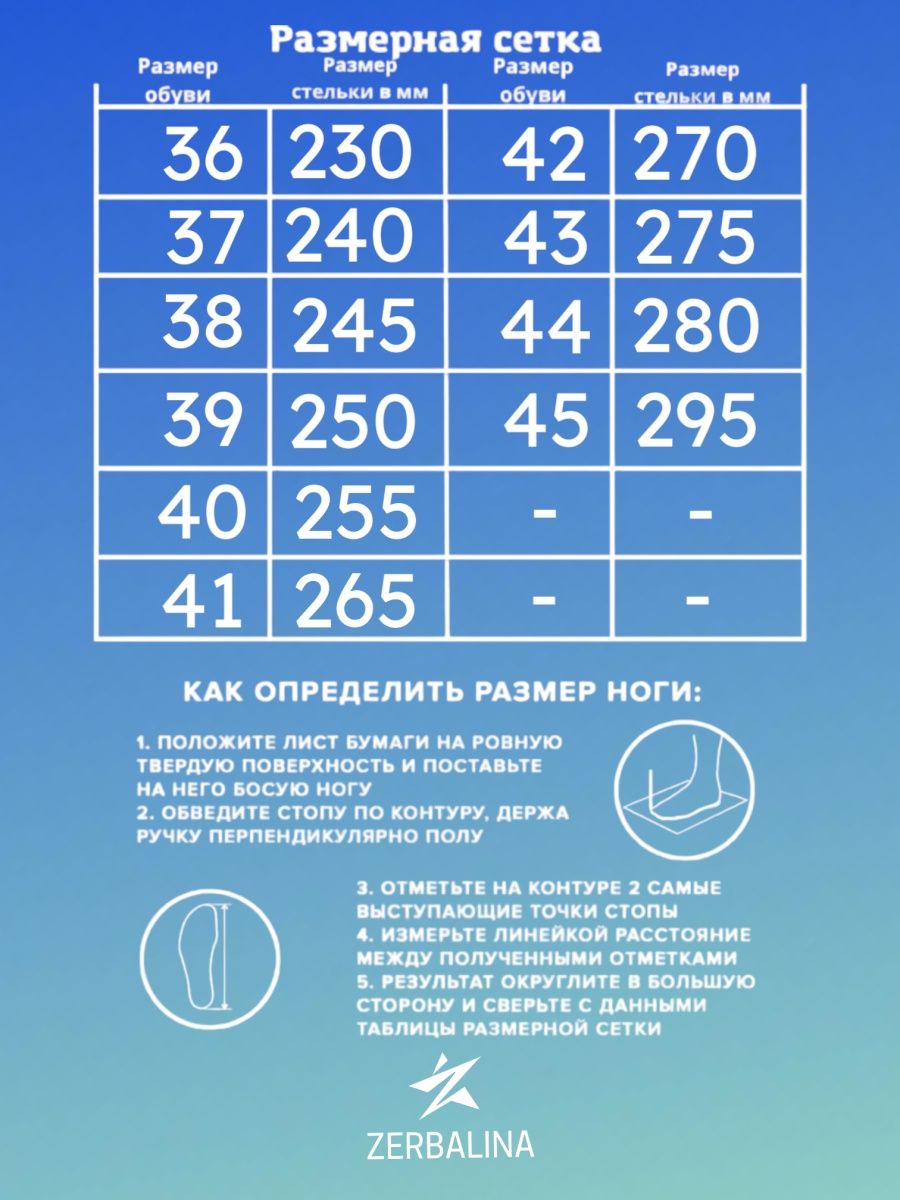 Размерная сетка
Размер обуви Размер стельки в мм Размер обуви Размер стельки в мм
36 230 42 270
37 240 43 275
38 245 44 280
39 250 45 295
40 255 - -
41 265 - -
КАК ОПРЕДЕЛИТЬ РАЗМЕР НОГИ:
1. ПОЛОЖИТЕ ЛИСТ БУМАГИ НА РОВНУЮ
ТВЕРДУЮ ПОВЕРХНОСТЬ И ПОСТАВЬТЕ
НА НЕГО БОСУЮ НОГУ
2. ОБВЕДИТЕ СТОПУ ПО КОНТУРУ, ДЕРЖА
РУЧКУ ПЕРПЕНДИКУЛЯРНО ПОЛУ
3. ОТМЕТЬТЕ НА КОНТУРЕ 2 САМЫЕ
ВЫСТУПАЮЩИЕ ТОЧКИ СТОПЫ
4. ИЗМЕРЬТЕ ЛИНЕЙКОЙ РАССТОЯНИЕ
МЕЖДУ ПОЛУЧЕННЫМИ ОТМЕТКАМИ
5. РЕЗУЛЬТАТ ОКРУГЛИТЕ В БОЛЬШУЮ
СТОРОНУ И СВЕРЬТЕ С ДАННЫМИ
ТАБЛИЦЫ РАЗМЕРНОЙ СЕТКИ
ZERBALINA